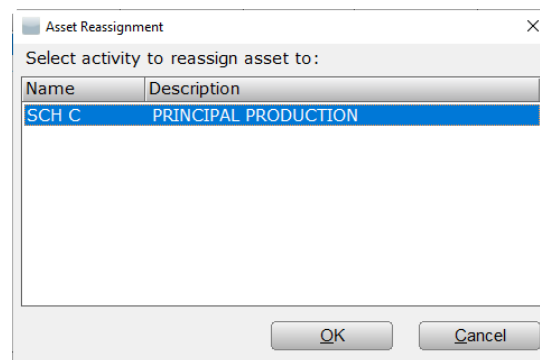 Asset Reassignment
Select activity to reassign asset to:
Name Description
SCH C PRINCIPAL PRODUCTION
OK Cancel